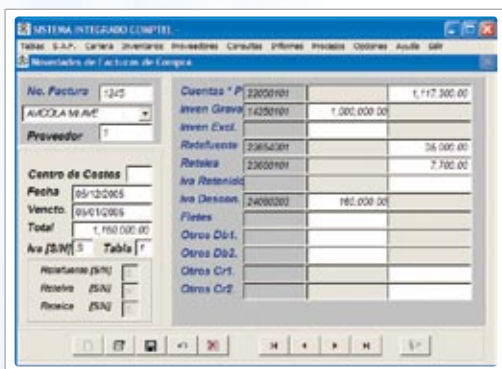 SISTEMA INTEGRADO COMPTEL
Tablas S.A.P. Cartera Inventarios Proveedores Consultas Informes Procesos Opciones Ayuda Salir
Novedades de Facturas de Compra
No. Factura 1245
AVICOLA MI AVE
Proveedor 1
Centro de Costos
Fecha 05/12/2005
Vencto. 05/01/2006
Total 1,160,000.00
Iva [S/N] S Tabla 1
Retefuente [S/N]
Reteiva [S/N]
Reteica [S/N]
Cuentas * P 22050101 1,117,300.00
Inven Grava 14350101 1,000,000.00
Inven Excl.
Retefuente 23654001 35,000.00
Reteica 23680101 7,700.00
Iva Retenido
Iva Descon. 24080203 160,000.00
Fletes
Otros Db1.
Otros Db2.
Otros Cr1.
Otros Cr2.